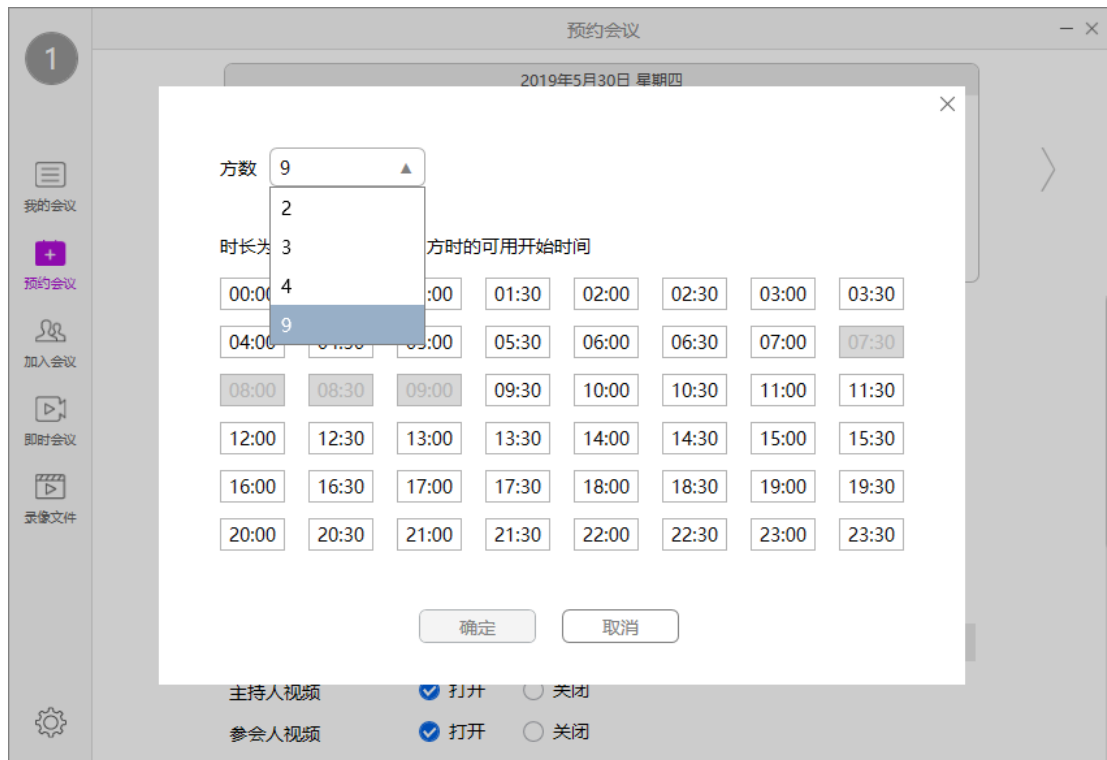 预约会议
1
2019年5月30日 星期四
方数 9
2
时长为 3 方时的可用开始时间
4
9
:00 01:30 02:00 02:30 03:00 03:30
04:00 05:30 06:00 06:30 07:00 07:30
08:00 08:30 09:00 09:30 10:00 10:30 11:00 11:30
12:00 12:30 13:00 13:30 14:00 14:30 15:00 15:30
16:00 16:30 17:00 17:30 18:00 18:30 19:00 19:30
20:00 20:30 21:00 21:30 22:00 22:30 23:00 23:30
确定 取消
主持人视频 打开 关闭
参会人视频 打开 关闭
我的会议
预约会议
加入会议
即时会议
录像文件